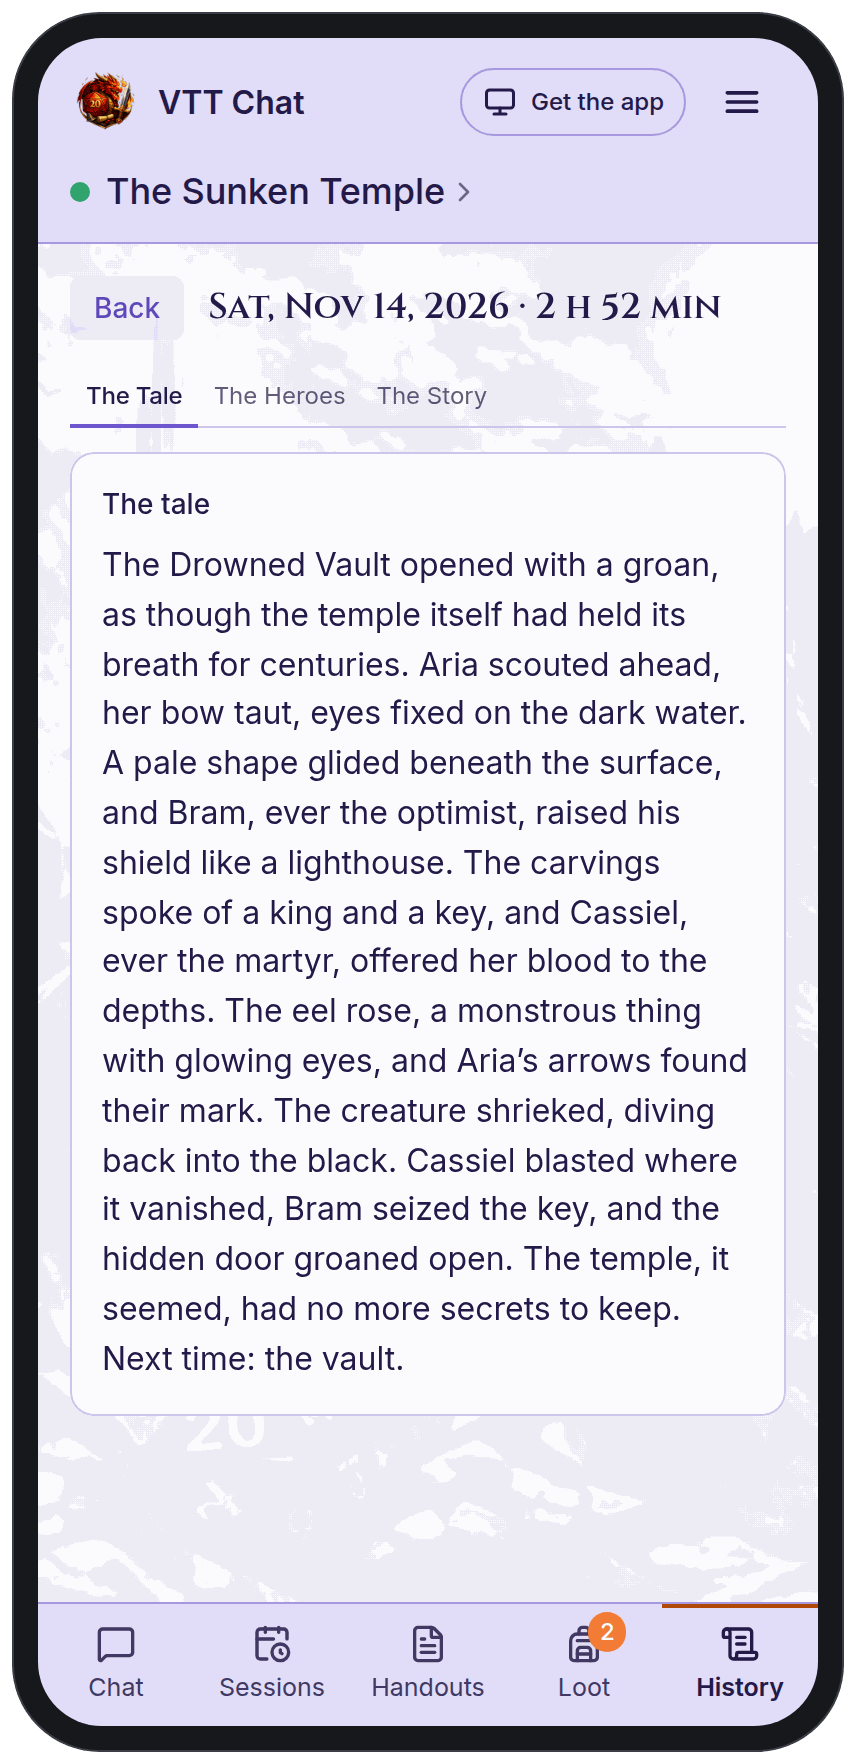 VTT Chat
Get the app
The Sunken Temple
Back
Sat, Nov 14, 2026 · 2 h 52 min
The Tale
The Heroes
The Story
The tale
The Drowned Vault opened with a groan,
as though the temple itself had held its
breath for centuries. Aria scouted ahead,
her bow taut, eyes fixed on the dark water.
A pale shape glided beneath the surface,
and Bram, ever the optimist, raised his
shield like a lighthouse. The carvings
spoke of a king and a key, and Cassiel,
ever the martyr, offered her blood to the
depths. The eel rose, a monstrous thing
with glowing eyes, and Aria’s arrows found
their mark. The creature shrieked, diving
back into the black. Cassiel blasted where
it vanished, Bram seized the key, and the
hidden door groaned open. The temple, it
seemed, had no more secrets to keep.
Next time: the vault.
20
2
Chat
Sessions
Handouts
Loot
History